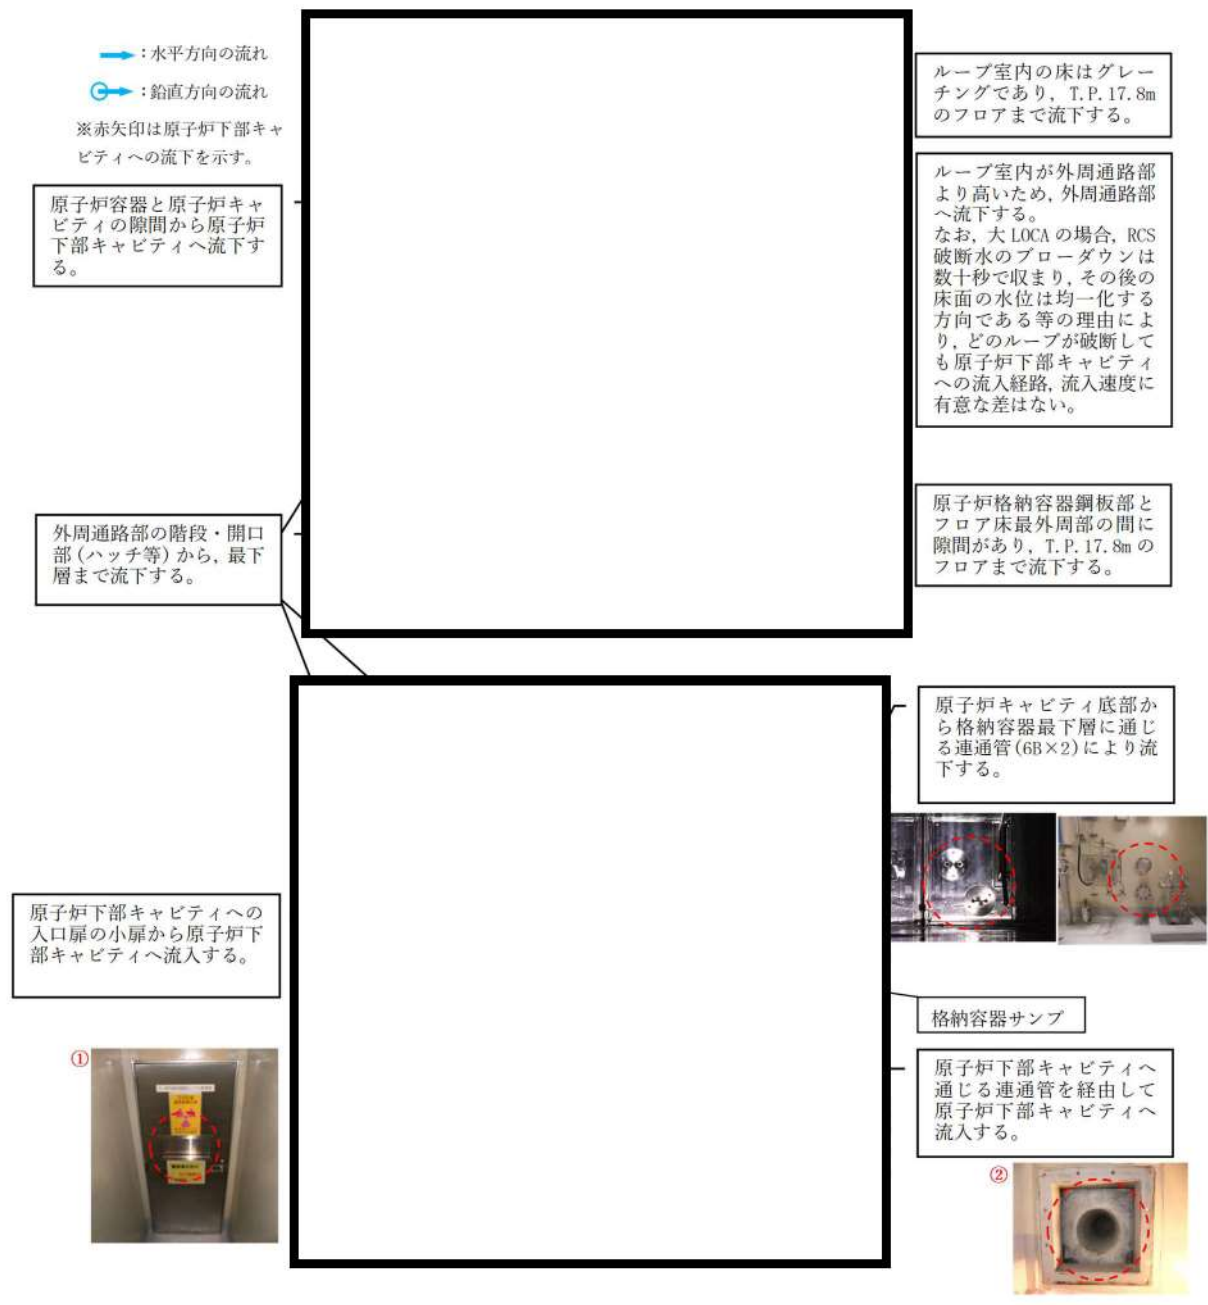 ：水平方向の流れ
：鉛直方向の流れ
※赤矢印は原子炉下部キャ
ビティへの流下を示す。
原子炉容器と原子炉キャ
ビティの隙間から原子炉
下部キャビティへ流下す
る。
外周通路部の階段・開口
部(ハッチ等)から, 最下
層まで流下する。
原子炉下部キャビティへの
入口扉の小扉から原子炉下
部キャビティへ流入する。
①
ループ室内の床はグレー
チングであり, T.P.17.8m
のフロアまで流下する。
ループ室内が外周通路部
より高いため, 外周通路部
へ流下する。
なお, 大LOCAの場合, RCS
破断水のブローダウンは
数十秒で収まり, その後の
床面の水位は均一化する
方向である等の理由によ
り, どのループが破断して
も原子炉下部キャビティ
への流入経路, 流入速度に
有意な差はない。
原子炉格納容器鋼板部と
フロア床最外周部の間に
隙間があり, T.P.17.8mの
フロアまで流下する。
原子炉キャビティ底部か
ら格納容器最下層に通じ
る連通管(6B×2)により流
下する。
格納容器サンプ
原子炉下部キャビティへ
通じる連通管を経由して
原子炉下部キャビティへ
流入する。
②